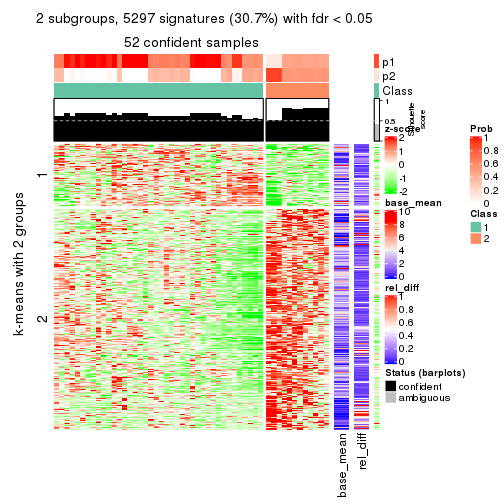 2 subgroups, 5297 signatures (30.7%) with fdr < 0.05
52 confident samples
p1
p2
Class
1
0.5
Silhouette
score
k-means with 2 groups
1
2
base_mean
rel_diff
z-score
2
1
0
-1
-2
base_mean
10
8
6
4
2
0
rel_diff
1
0.8
0.6
0.4
0.2
0
Status (barplots)
confident
ambiguous
Prob
1
0.8
0.6
0.4
0.2
0
Class
1
2